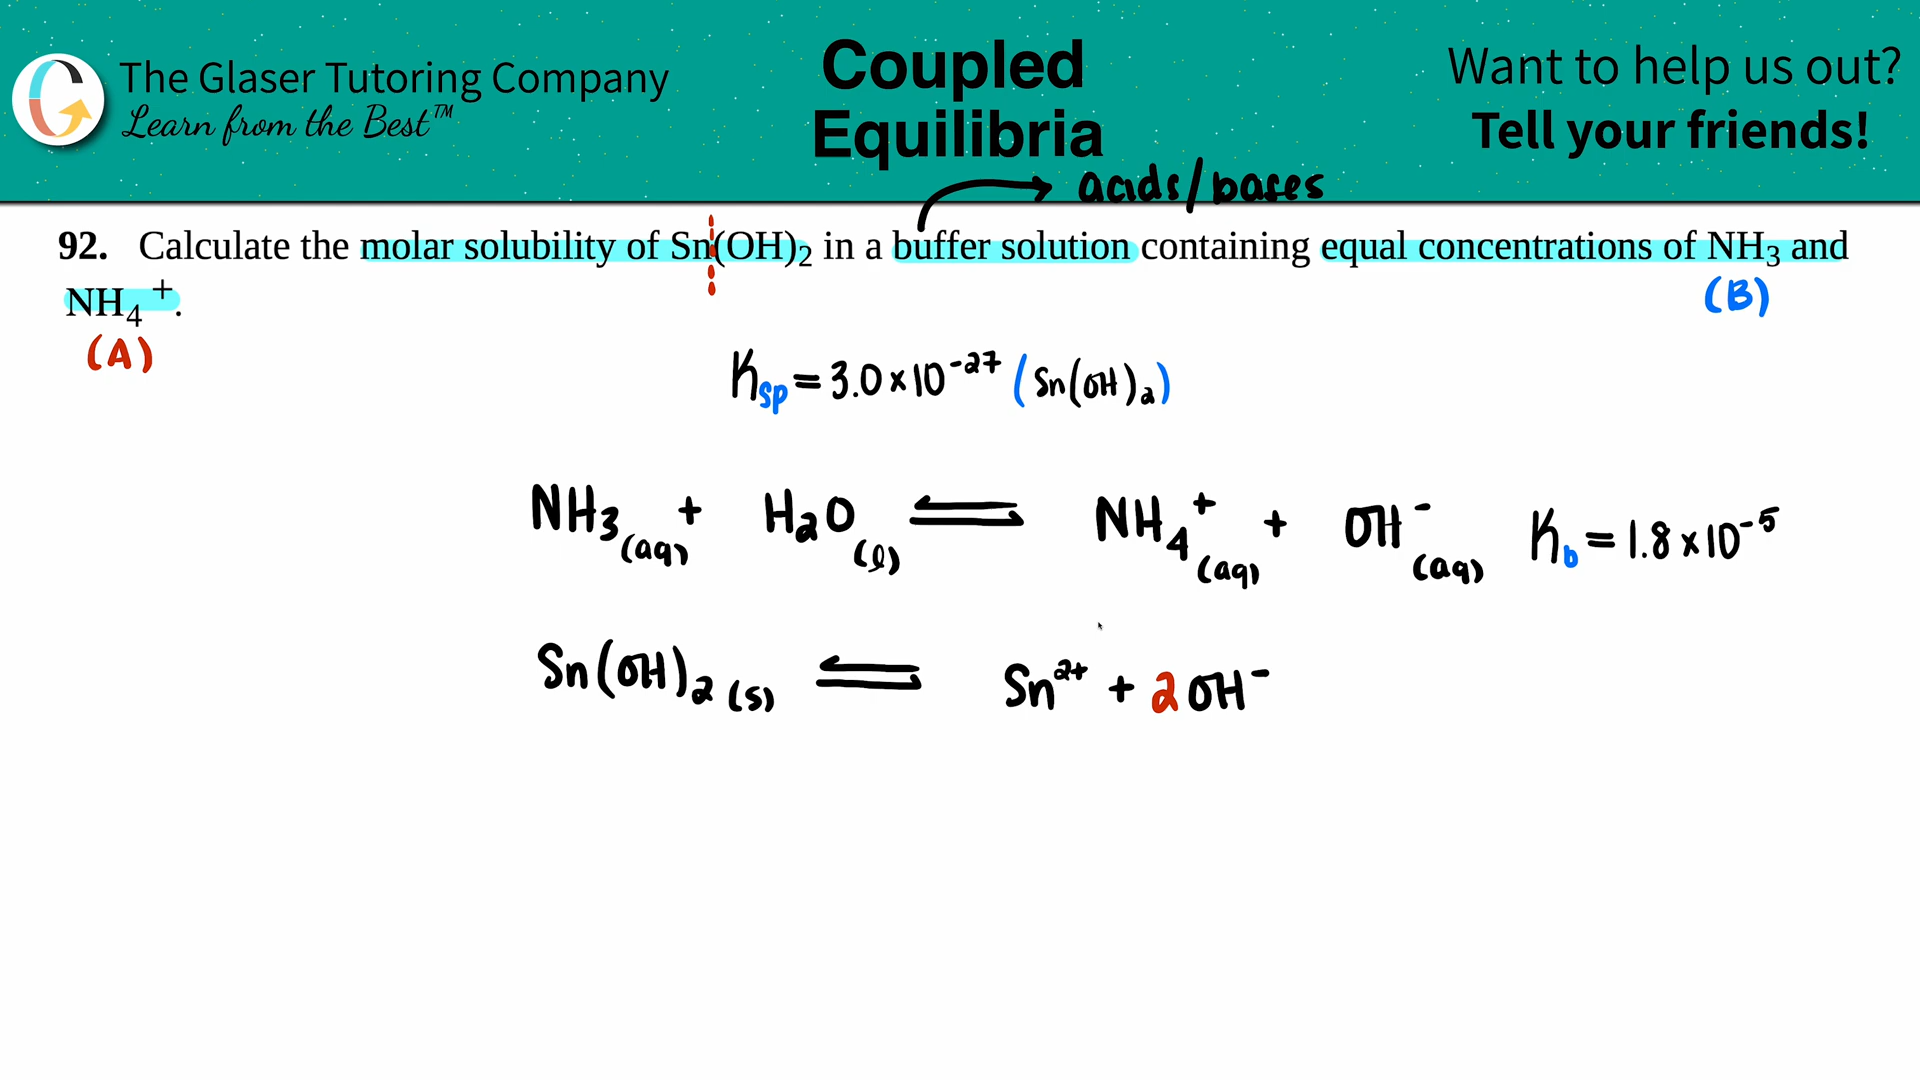 The Glaser Tutoring Company
Learn from the Best™
Coupled
Equilibria
Want to help us out?
Tell your friends!
acids/bases
92. Calculate the molar solubility of Sn(OH)₂ in a buffer solution containing equal concentrations of NH₃ and
NH₄⁺.
(B)
(A)
Ksp = 3.0 × 10⁻²⁷ (Sn(OH)₂)
NH₃(aq) + H₂O(l) ⇌ NH₄⁺(aq) + OH⁻(aq) Kb = 1.8 × 10⁻⁵
Sn(OH)₂(s) ⇌ Sn²⁺ + 2OH⁻